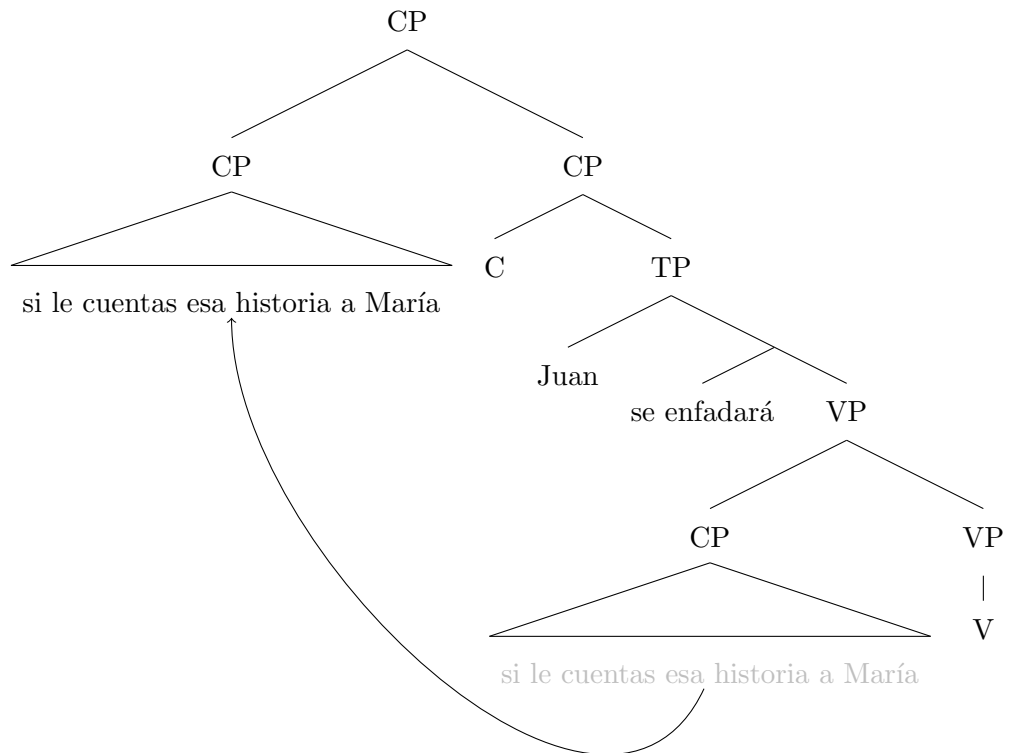 CP
CP CP
C TP
si le cuentas esa historia a María
Juan
se enfadará VP
CP VP
V
si le cuentas esa historia a María